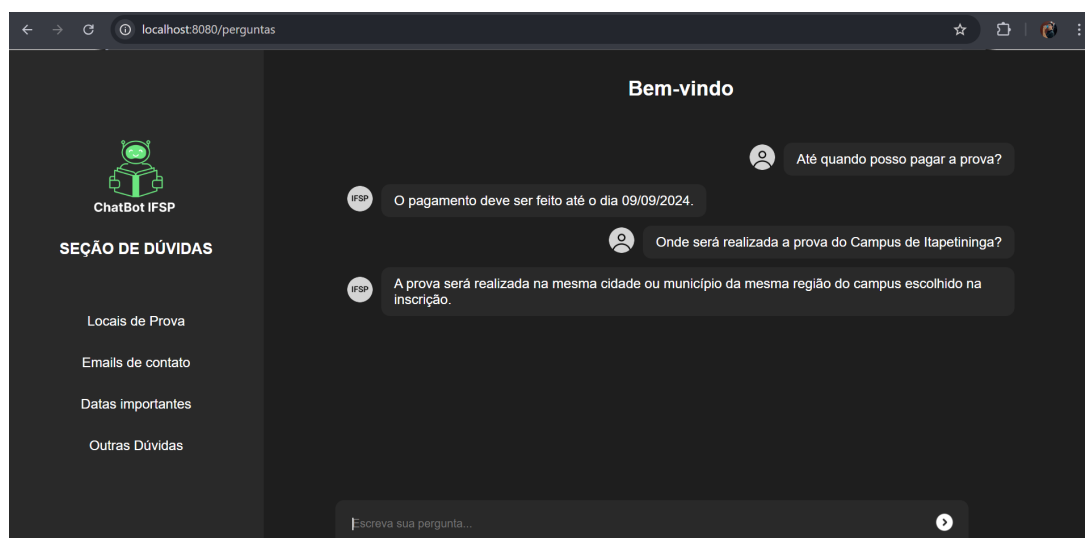 localhost:8080/perguntas
ChatBot IFSP
SEÇÃO DE DÚVIDAS
Locais de Prova
Emails de contato
Datas importantes
Outras Dúvidas
Bem-vindo
Até quando posso pagar a prova?
IFSP
O pagamento deve ser feito até o dia 09/09/2024.
Onde será realizada a prova do Campus de Itapetininga?
IFSP
A prova será realizada na mesma cidade ou município da mesma região do campus escolhido na
inscrição.
Escreva sua pergunta...